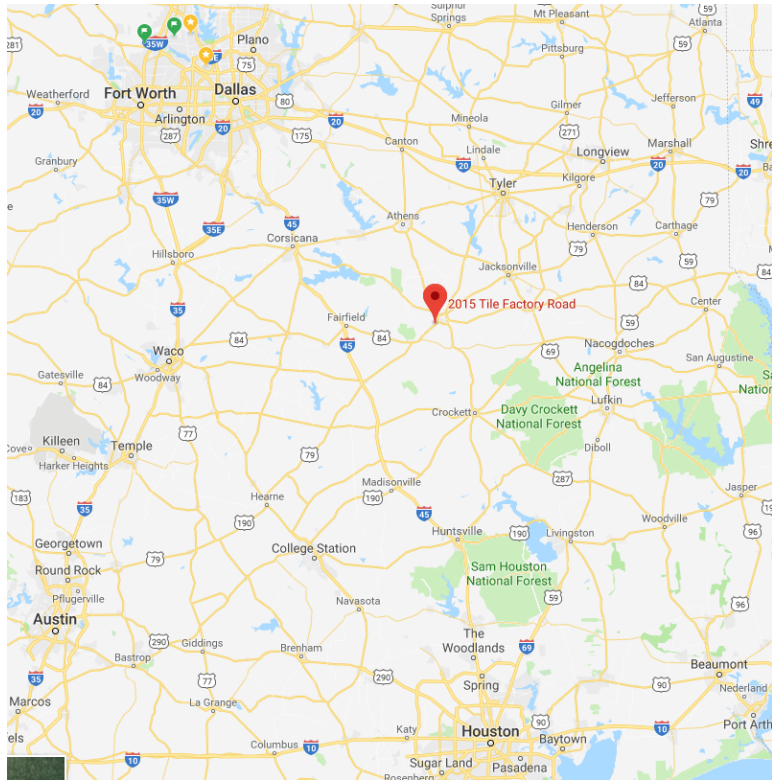 Sulphur
Springs
Mt Pleasant
Atlanta
281
35W
E
Plano
59
59
75
Pittsburg
Weatherford
Fort Worth
Dallas
80
Jefferson
49
20
Arlington
Gilmer
Mineola
287
20
175
20
271
Marshall
Canton
Lindale
Longview
Shre
Granbury
20
Kilgore
20
20
Tyler
35W
79
e
Athens
35E
45
Henderson
Carthage
Corsicana
79
Hillsboro
Jacksonville
84
84
84
35
2015 Tile Factory Road
Center
Fairfield
59
84
45
84
Waco
69
Nacogdoches
San Augustine
Woodway
Angelina
National Forest
Gatesville
84
Sa
Nation
Davy Crockett
National Forest
Lufkin
Crockett
77
Killeen
Diboll
Cove
Temple
79
Harker Heights
287
183
Madisonville
Jasper
Hearne
190
35
45
190
Woodville
Huntsville
190
Livingston
96
Georgetown
79
College Station
Round Rock
Sam Houston
National Forest
Pflugerville
59
Navasota
96
Austin
The
Woodlands
290
Giddings
Brenham
69
Bastrop
Beaumont
35
77
290
Spring
90
Nederland
Marcos
La Grange
90
Katy
Houston
10
Port Arth
els
Columbus
10
Baytown
10
Sugar Land
Pasadena
Rosenberg